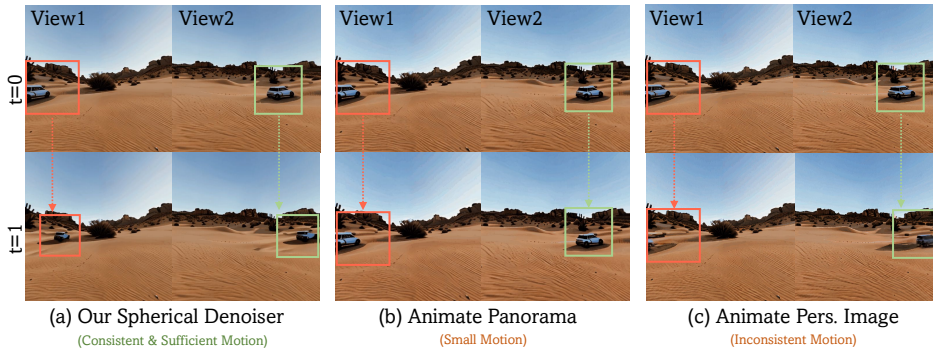 View1 View2 View1 View2 View1 View2
t=0
t=1
(a) Our Spherical Denoiser (b) Animate Panorama (c) Animate Pers. Image
(Consistent & Sufficient Motion) (Small Motion) (Inconsistent Motion)